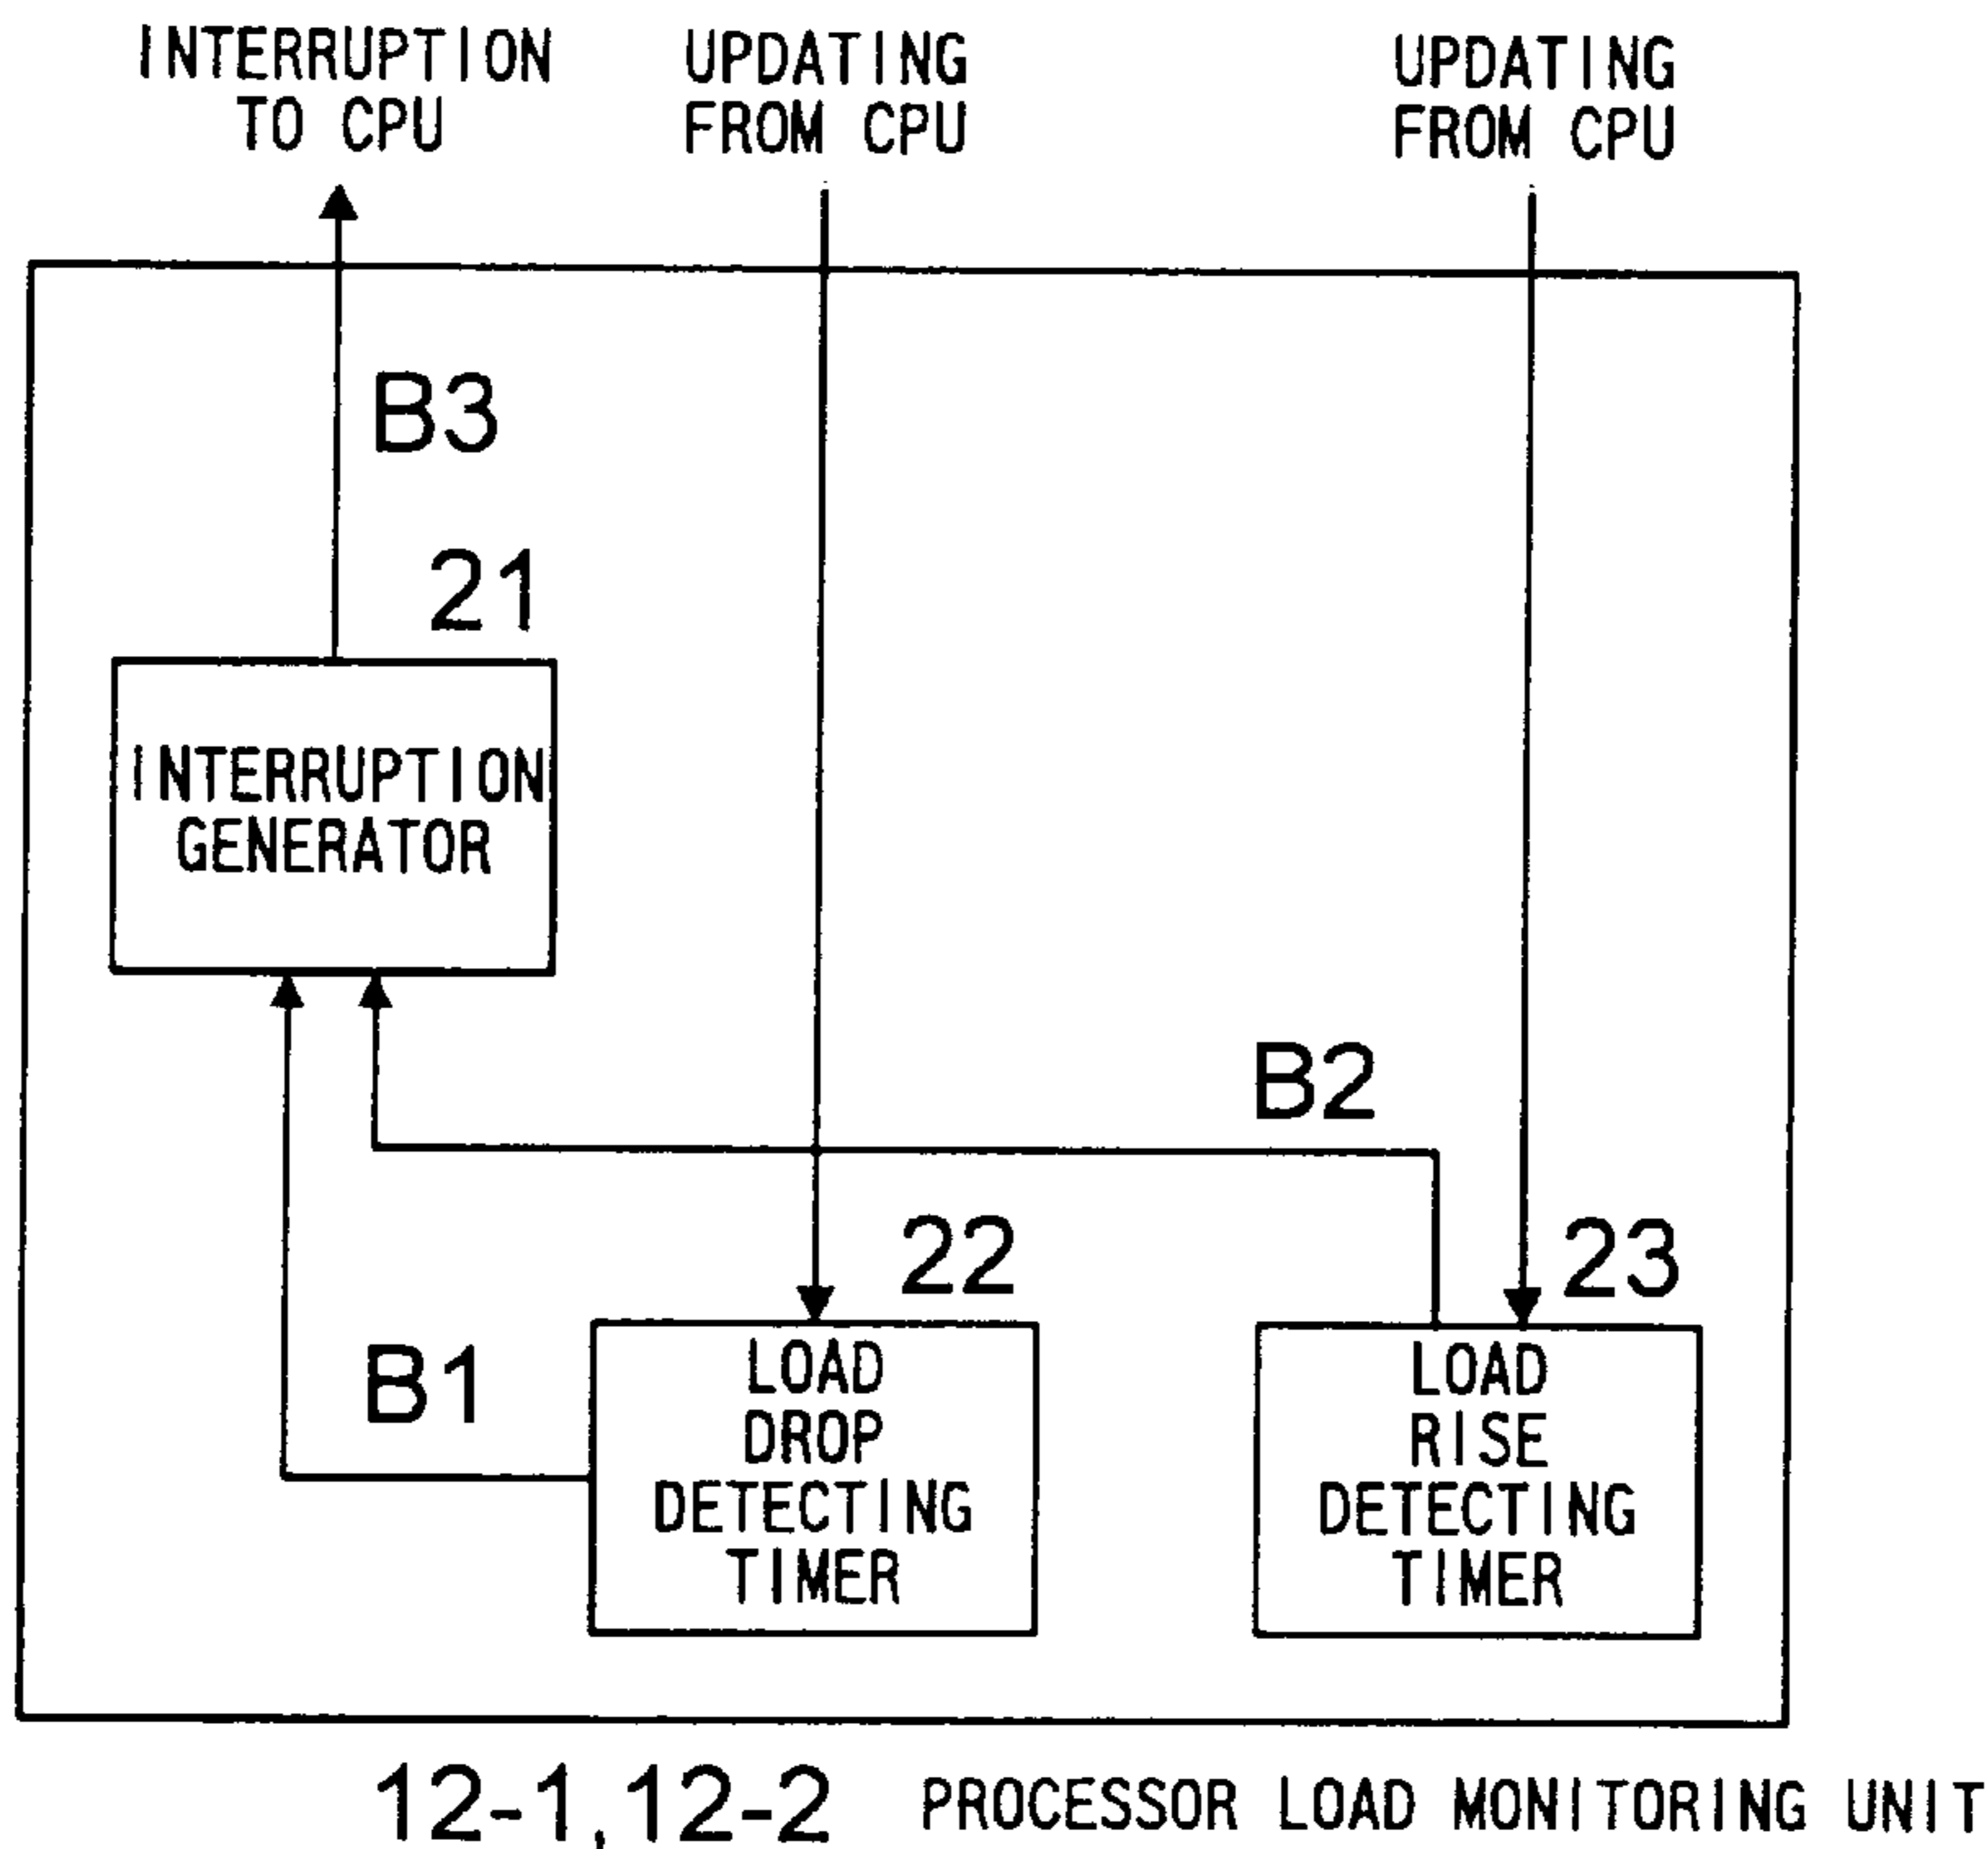 INTERRUPTION
TO CPU
UPDATING
FROM CPU
UPDATING
FROM CPU
B3
21
INTERRUPTION
GENERATOR
B2
22
23
B1
LOAD
DROP
DETECTING
TIMER
LOAD
RISE
DETECTING
TIMER
12-1,12-2 PROCESSOR LOAD MONITORING UNIT